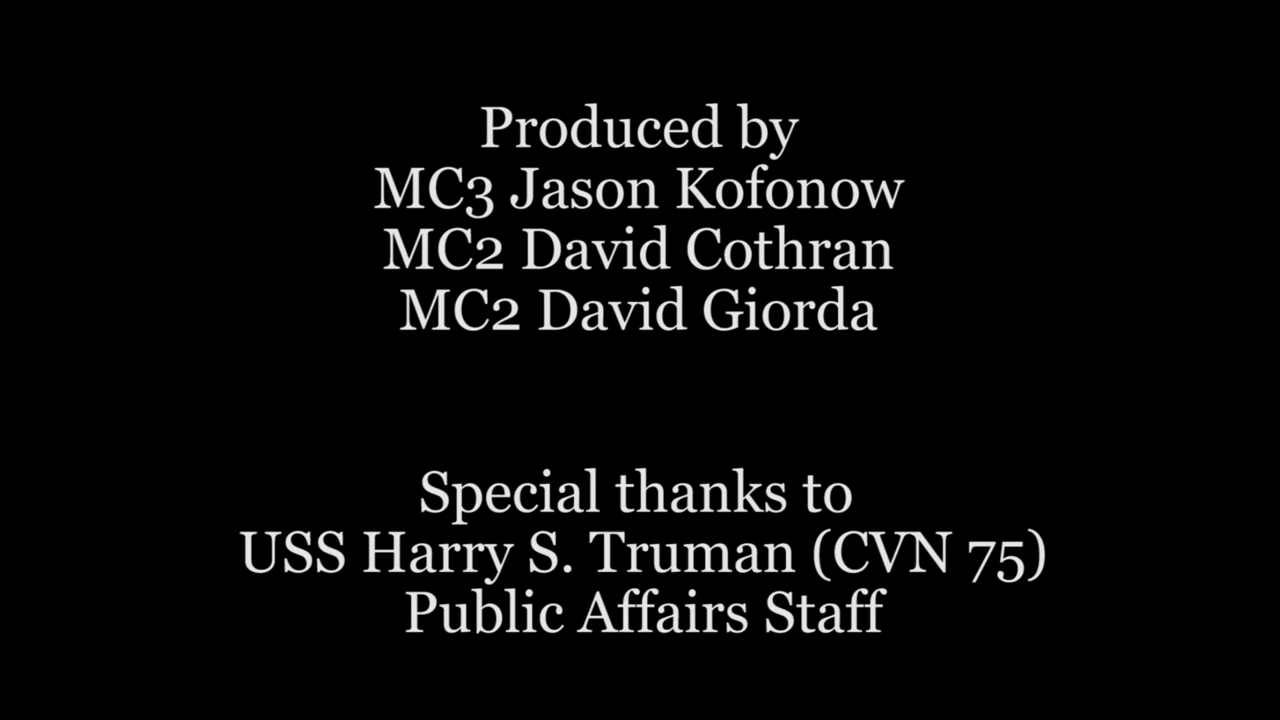 Produced by
MC3 Jason Kofonow
MC2 David Cothran
MC2 David Giorda
Special thanks to
USS Harry S. Truman (CVN 75)
Public Affairs Staff